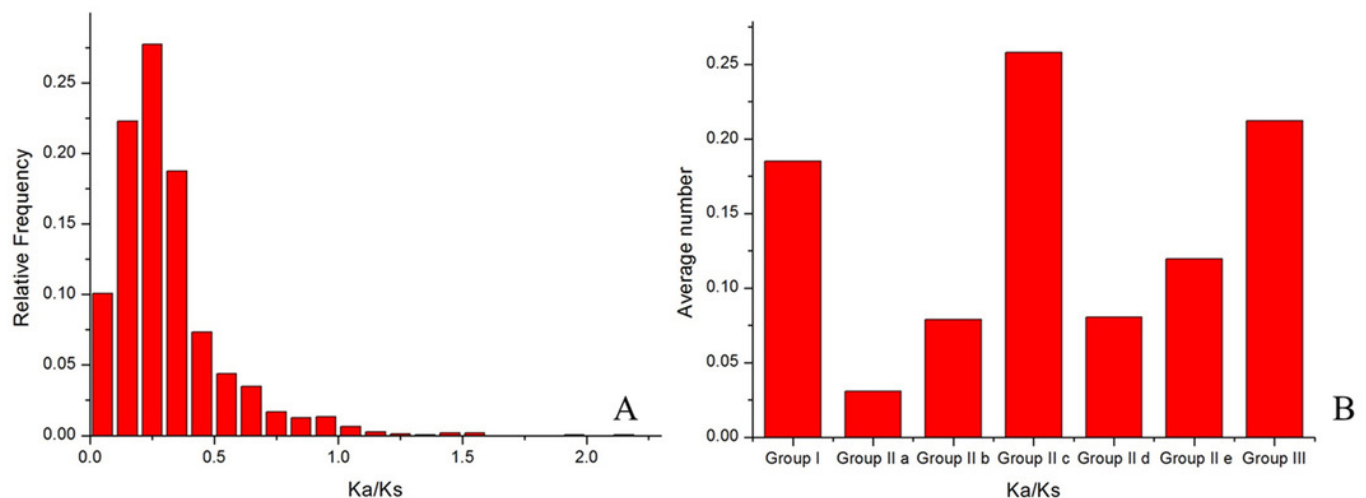 0.25
0.20
0.15
0.10
0.05
0.00
Relative Frequency
0.0 0.5 1.0 1.5 2.0
Ka/Ks
A
0.25
0.20
0.15
0.10
0.05
0.00
Average number
Group I Group II a Group II b Group II c Group II d Group II e Group III
Ka/Ks
B